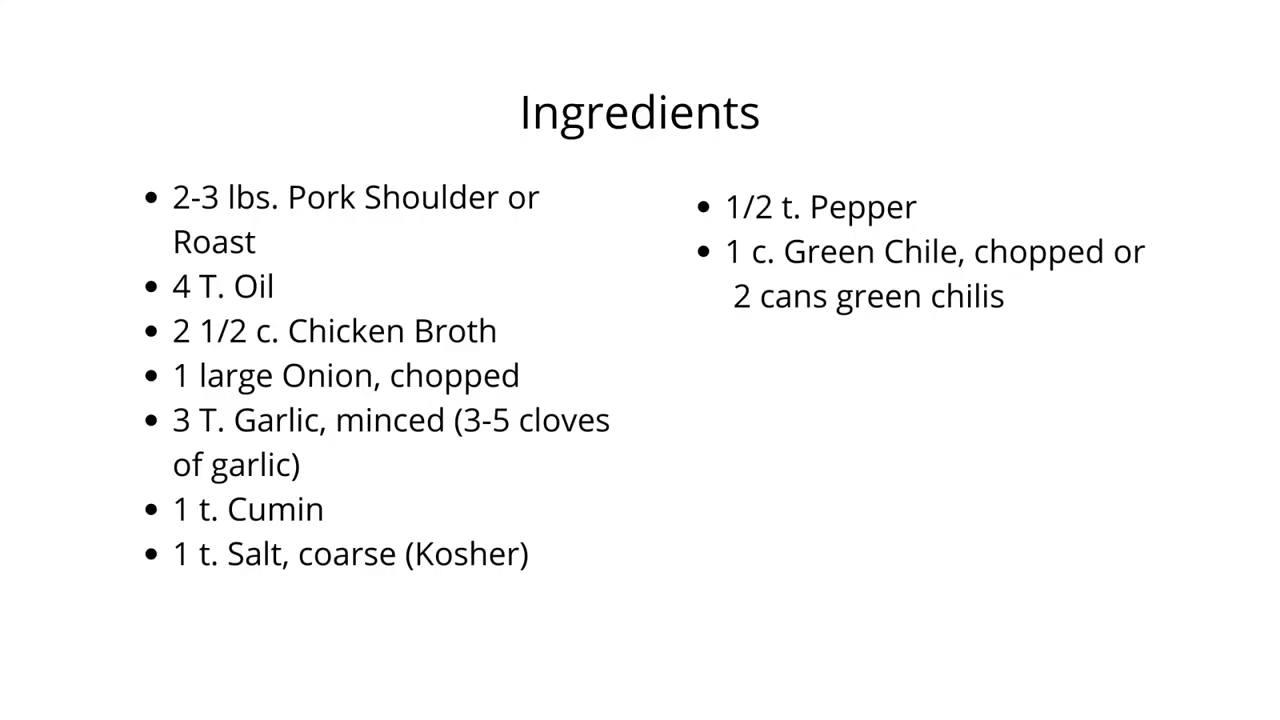 Ingredients
• 2-3 lbs. Pork Shoulder or
Roast
• 4 T. Oil
• 2 1/2 c. Chicken Broth
• 1 large Onion, chopped
• 3 T. Garlic, minced (3-5 cloves
of garlic)
• 1 t. Cumin
• 1 t. Salt, coarse (Kosher)
• 1/2 t. Pepper
• 1 c. Green Chile, chopped or
2 cans green chilis